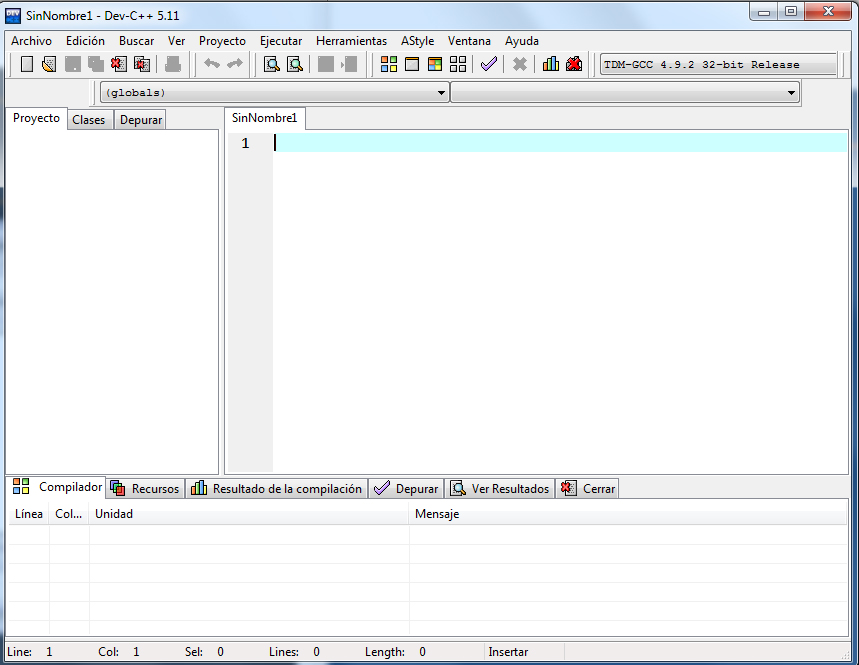 SinNombre1 - Dev-C++ 5.11
Archivo Edición Buscar Ver Proyecto Ejecutar Herramientas AStyle Ventana Ayuda
TDM-GCC 4.9.2 32-bit Release
(globals)
Proyecto Clases Depurar SinNombre1
1
Compilador Recursos Resultado de la compilación Depurar Ver Resultados Cerrar
Línea Col... Unidad Mensaje
Line: 1 Col: 1 Sel: 0 Lines: 0 Length: 0 Insertar